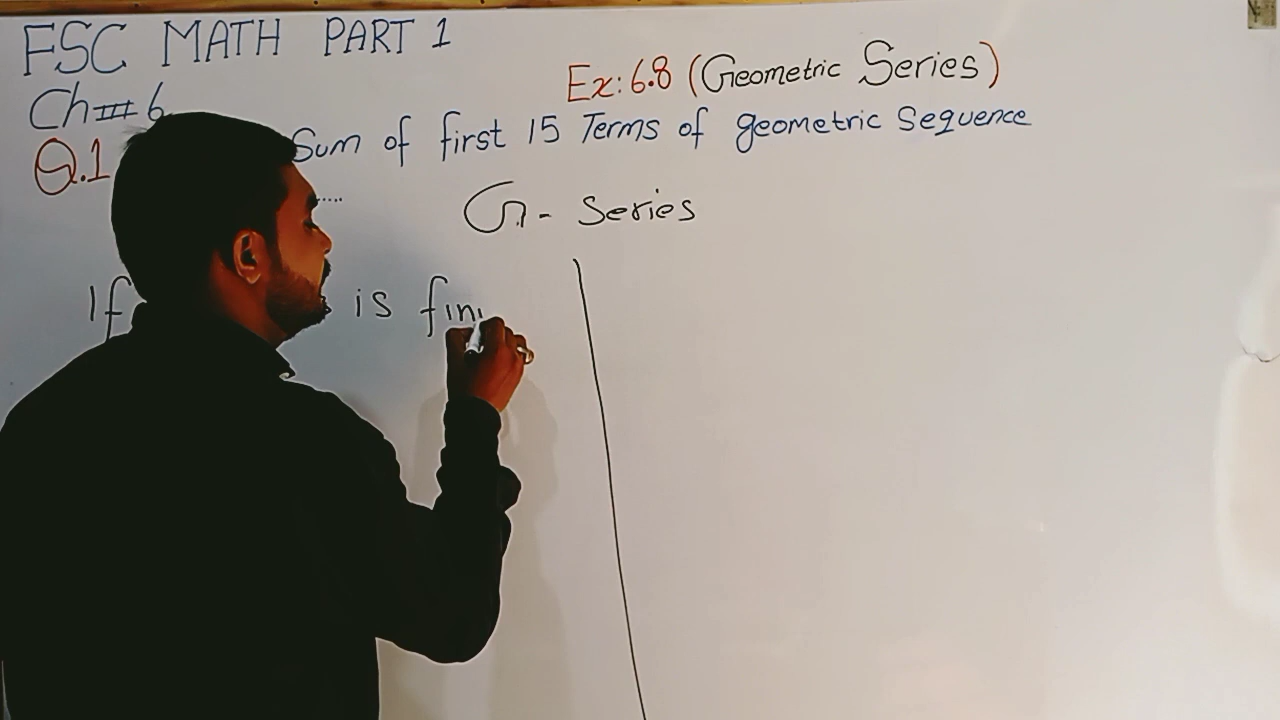 FSC MATH PART 1
Ex: 6.8 (Geometric Series)
Ch# 6
Q.1 Sum of first 15 Terms of geometric Sequence
.....
G - Series
If is fini